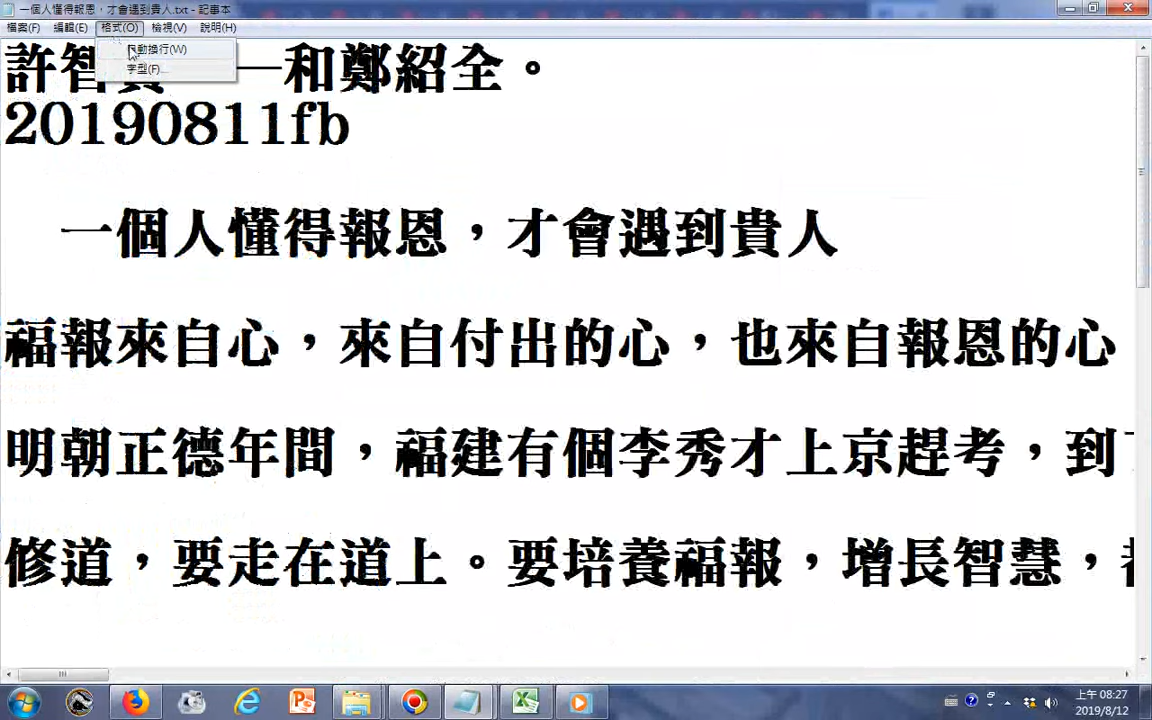 一個人懂得報恩，才會遇到貴人.txt - 記事本
檔案(F) 編輯(E) 格式(O) 檢視(V) 說明(H)
自動換行(W)
字型(F)...
許智 —和鄭紹全。
20190811fb
一個人懂得報恩，才會遇到貴人
福報來自心，來自付出的心，也來自報恩的心
明朝正德年間，福建有個李秀才上京趕考，到
修道，要走在道上。要培養福報，增長智慧，
上午 08:27
2019/8/12